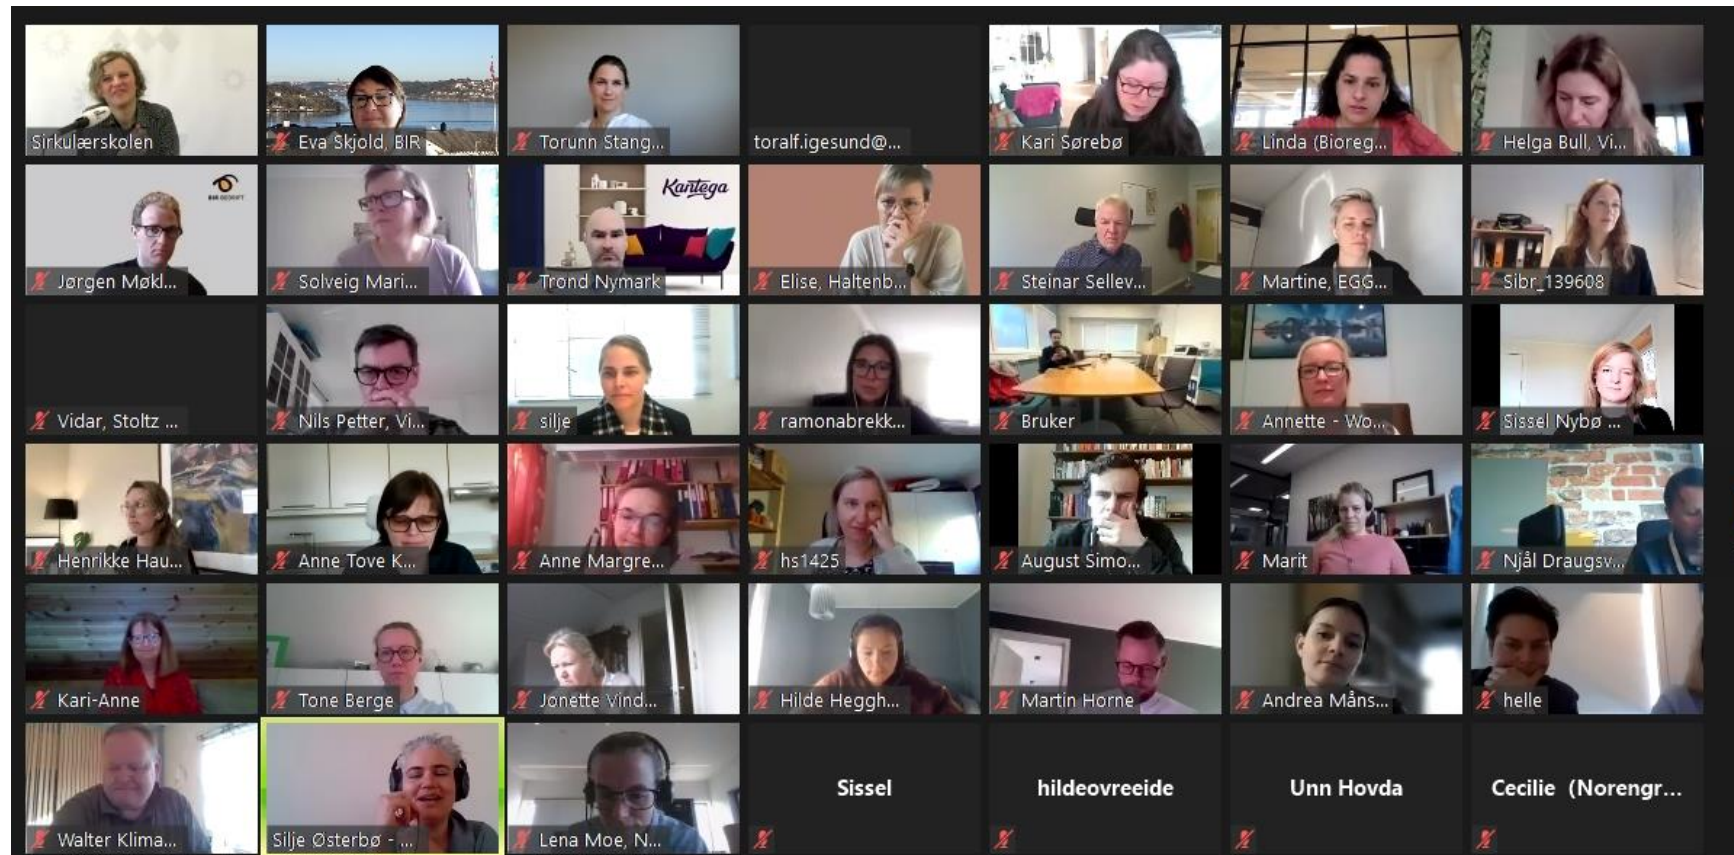 Sirkulærskolen
Eva Skjold, BIR
Torunn Stang...
toralf.igesund@...
Kari Sørebø
Linda (Bioreg...
Helga Bull, Vi...
BIR BEDRIFT
Jørgen Møkl...
Solveig Mari...
Kantega
Trond Nymark
Elise, Haltenb...
Steinar Sellev...
Martine, EGG...
Sibr_139608
Vidar, Stoltz ...
Nils Petter, Vi...
silje
ramonabrekk...
Bruker
Annette - Wo...
Sissel Nybø ...
Henrikke Hau...
Anne Tove K...
Anne Margre...
hs1425
August Simo...
Marit
Njål Draugsv...
Kari-Anne
Tone Berge
Jonette Vind...
Hilde Heggh...
Martin Horne
Andrea Måns...
helle
Walter Klima...
Silje Østerbø - ...
Lena Moe, N...
Sissel
hildeovreeide
Unn Hovda
Cecilie (Norengr...